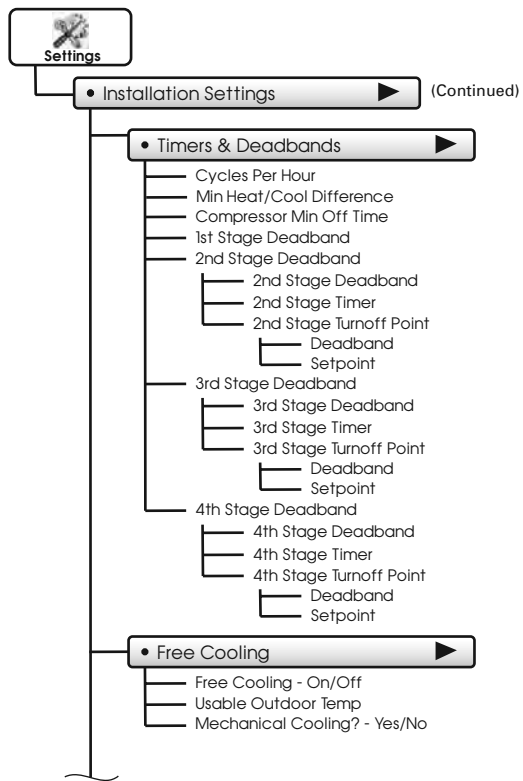 Settings
• Installation Settings
(Continued)
• Timers & Deadbands
Cycles Per Hour
Min Heat/Cool Difference
Compressor Min Off Time
1st Stage Deadband
2nd Stage Deadband
2nd Stage Deadband
2nd Stage Timer
2nd Stage Turnoff Point
Deadband
Setpoint
3rd Stage Deadband
3rd Stage Deadband
3rd Stage Timer
3rd Stage Turnoff Point
Deadband
Setpoint
4th Stage Deadband
4th Stage Deadband
4th Stage Timer
4th Stage Turnoff Point
Deadband
Setpoint
• Free Cooling
Free Cooling - On/Off
Usable Outdoor Temp
Mechanical Cooling? - Yes/No